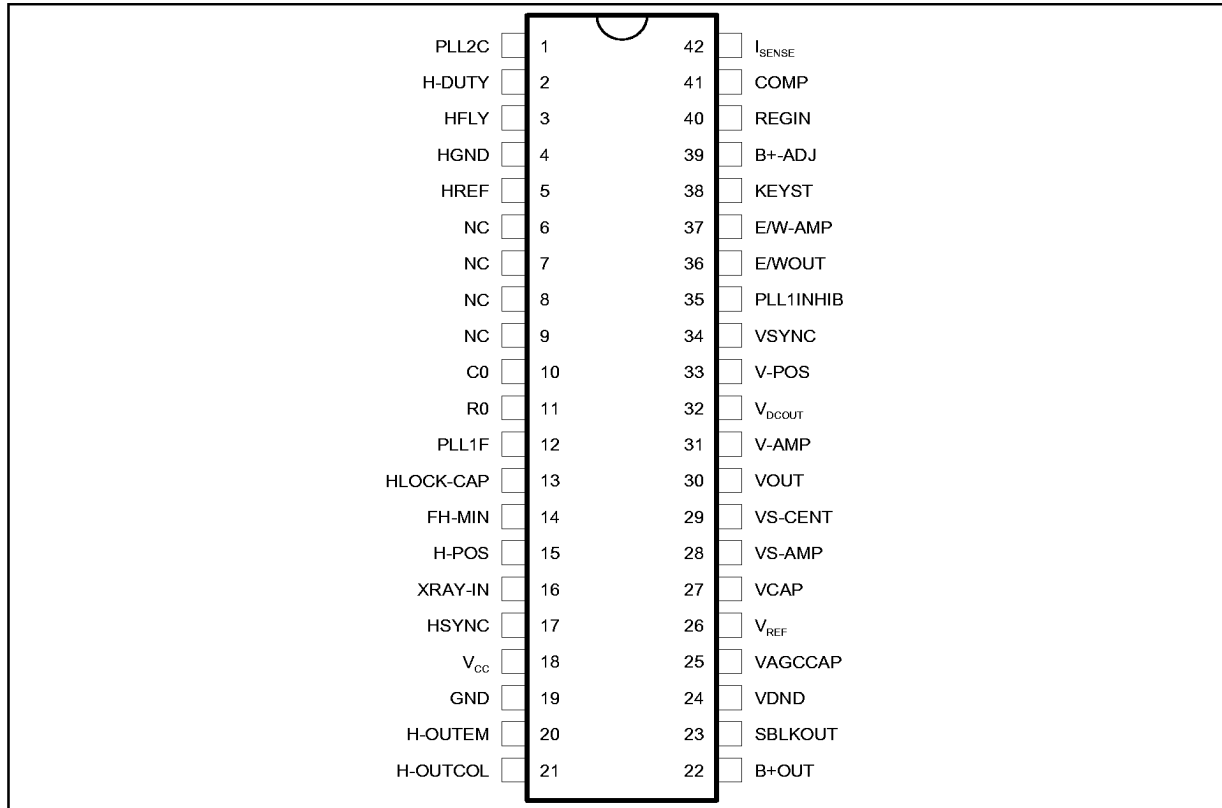 PLL2C 1 42 ISENSE
H-DUTY 2 41 COMP
HFLY 3 40 REGIN
HGND 4 39 B+-ADJ
HREF 5 38 KEYST
NC 6 37 E/W-AMP
NC 7 36 E/WOUT
NC 8 35 PLL1INHIB
NC 9 34 VSYNC
C0 10 33 V-POS
R0 11 32 VDCOUT
PLL1F 12 31 V-AMP
HLOCK-CAP 13 30 VOUT
FH-MIN 14 29 VS-CENT
H-POS 15 28 VS-AMP
XRAY-IN 16 27 VCAP
HSYNC 17 26 VREF
VCC 18 25 VAGCCAP
GND 19 24 VDND
H-OUTEM 20 23 SBLKOUT
H-OUTCOL 21 22 B+OUT